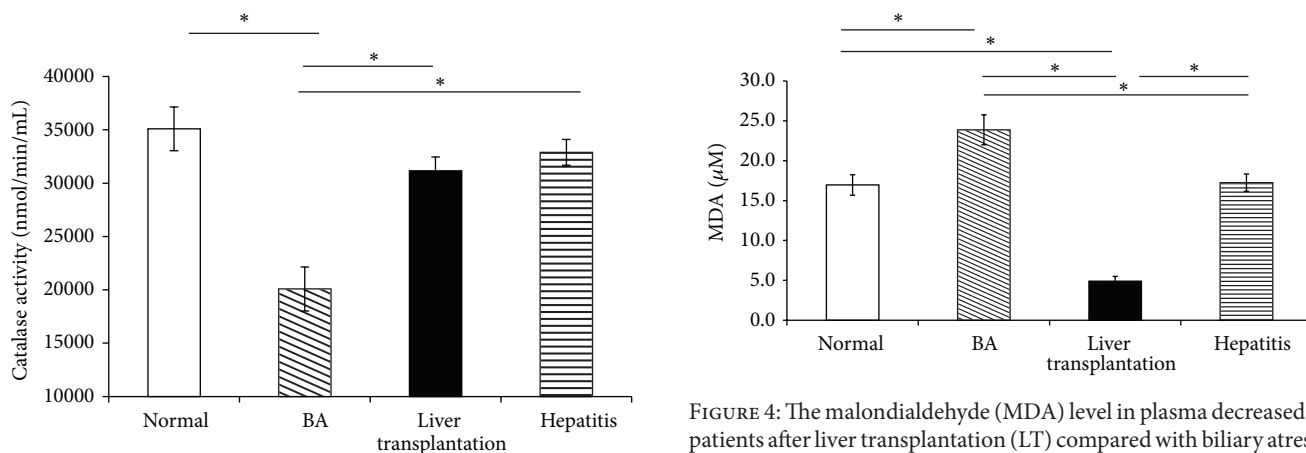 *
*
*
40000
35000
30000
25000
20000
15000
10000
Catalase activity (nmol/min/mL)
Normal
BA
Liver
transplantation
Hepatitis
*
*
*
*
*
30.0
25.0
20.0
15.0
10.0
5.0
0.0
MDA (μM)
Normal
BA
Liver
transplantation
Hepatitis
FIGURE 4: The malondialdehyde (MDA) level in plasma decreased
patients after liver transplantation (LT) compared with biliary atres